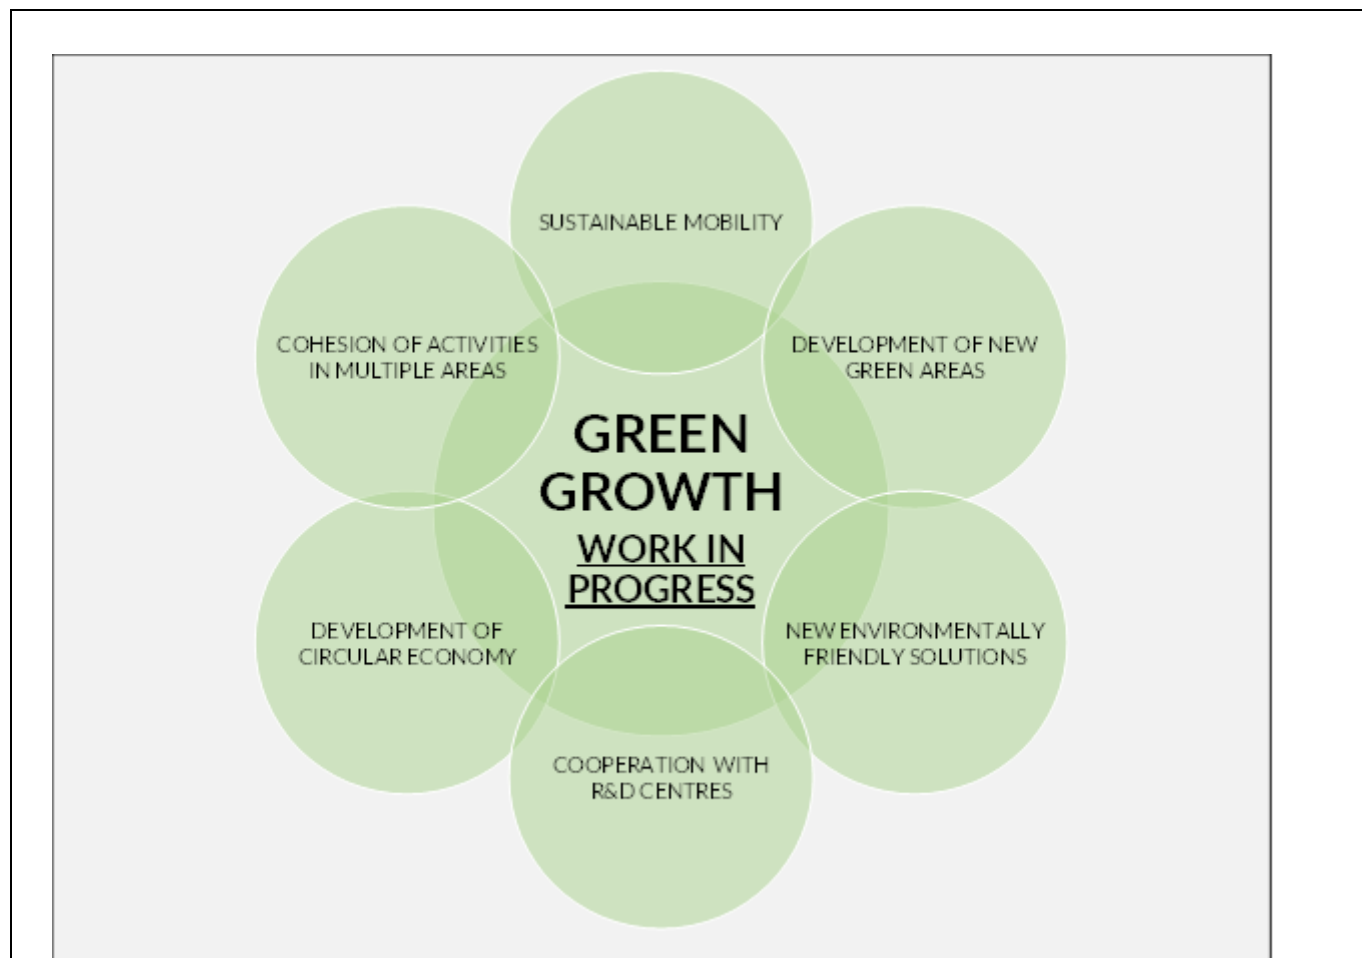 SUSTAINABLE MOBILITY
COHESION OF ACTIVITIES
IN MULTIPLE AREAS
DEVELOPMENT OF NEW
GREEN AREAS
GREEN
GROWTH
WORK IN
PROGRESS
DEVELOPMENT OF
CIRCULAR ECONOMY
NEW ENVIRONMENTALLY
FRIENDLY SOLUTIONS
COOPERATION WITH
R&D CENTRES